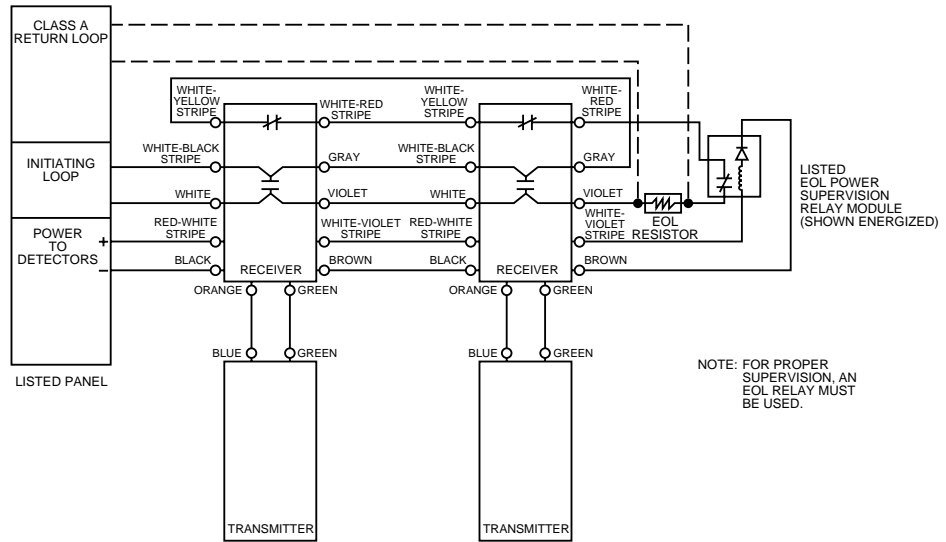 CLASS A
RETURN LOOP
INITIATING
LOOP
POWER
TO
DETECTORS
+
–
LISTED PANEL
WHITE-
YELLOW
STRIPE
WHITE-RED
STRIPE
WHITE-
YELLOW
STRIPE
WHITE-
RED
STRIPE
WHITE-BLACK
STRIPE
GRAY
WHITE-BLACK
STRIPE
GRAY
WHITE
VIOLET
WHITE
VIOLET
RED-WHITE
STRIPE
WHITE-VIOLET
STRIPE
RED-WHITE
STRIPE
WHITE-
VIOLET
STRIPE
EOL
RESISTOR
BLACK
RECEIVER
BROWN
BLACK
RECEIVER
BROWN
LISTED
EOL POWER
SUPERVISION
RELAY MODULE
(SHOWN ENERGIZED)
ORANGE
GREEN
ORANGE
GREEN
BLUE
GREEN
BLUE
GREEN
TRANSMITTER
TRANSMITTER
NOTE: FOR PROPER
SUPERVISION, AN
EOL RELAY MUST
BE USED.